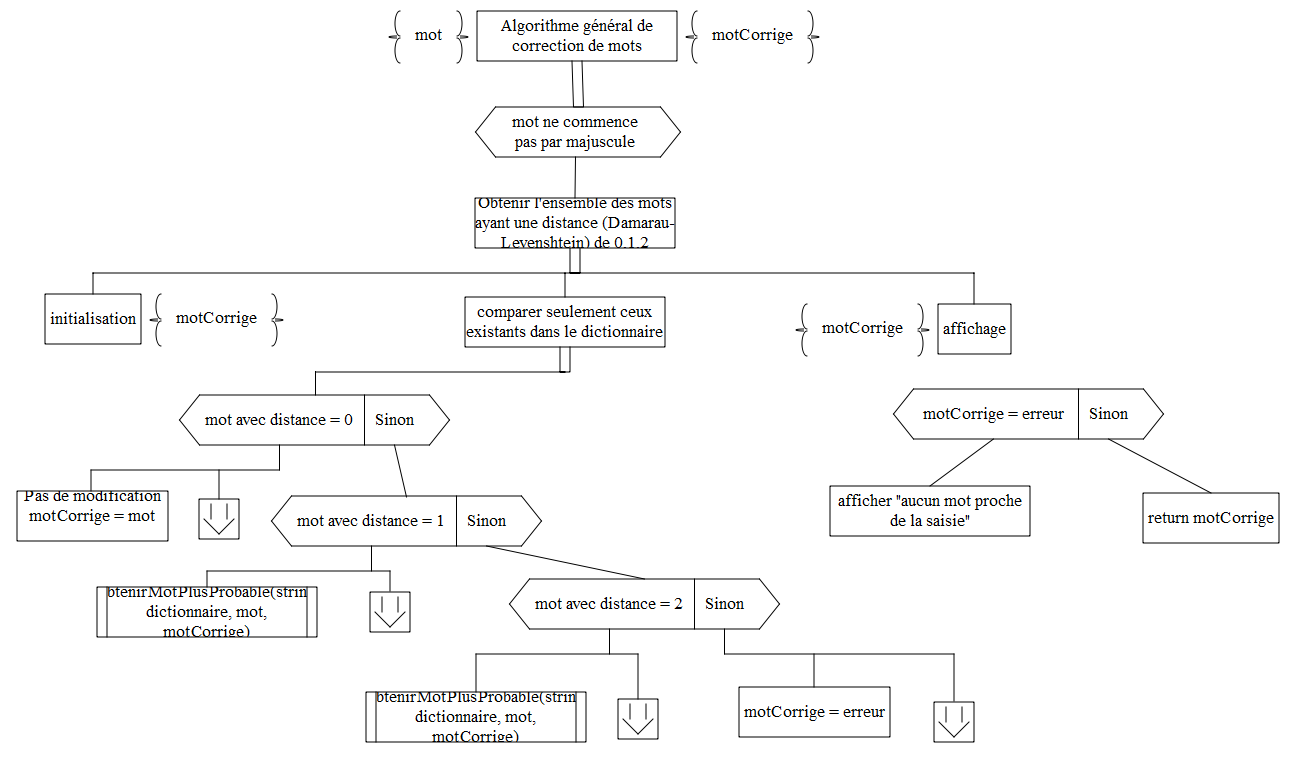 mot
Algorithme général de
correction de mots
motCorrige
mot ne commence
pas par majuscule
Obtenir l'ensemble des mots
ayant une distance (Damarau-
Levenshtein) de 0,1,2
initialisation
motCorrige
comparer seulement ceux
existants dans le dictionnaire
motCorrige
affichage
mot avec distance = 0
Sinon
motCorrige = erreur
Sinon
Pas de modification
motCorrige = mot
mot avec distance = 1
Sinon
afficher "aucun mot proche
de la saisie"
return motCorrige
btenirMotPlusProbable(strin
dictionnaire, mot,
motCorrige)
mot avec distance = 2
Sinon
btenirMotPlusProbable(strin
dictionnaire, mot,
motCorrige)
motCorrige = erreur